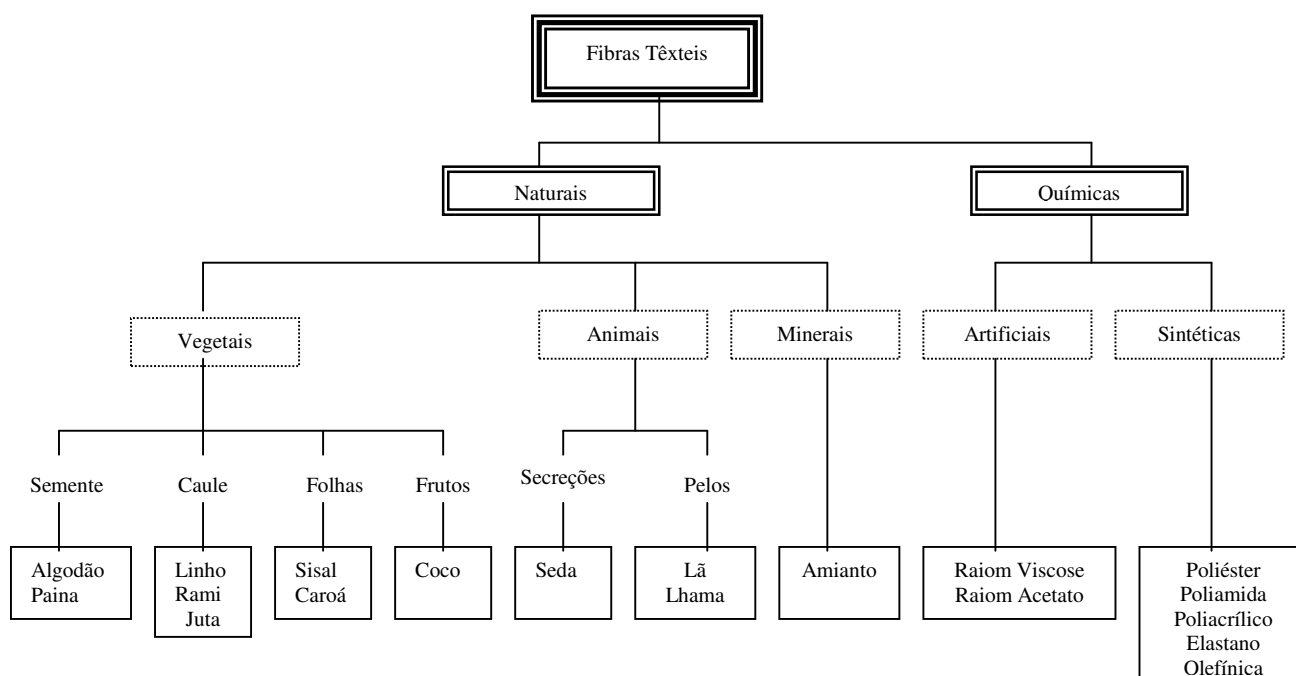 Fibras Têxteis
Naturais
Químicas
Vegetais
Animais
Minerais
Artificiais
Sintéticas
Semente
Caule
Folhas
Frutos
Secreções
Pelos
Algodão
Paina
Linho
Rami
Juta
Sisal
Caroá
Coco
Seda
Lã
Lhama
Amianto
Raiom Viscose
Raiom Acetato
Poliéster
Poliamida
Poliacrílico
Elastano
Olefínica